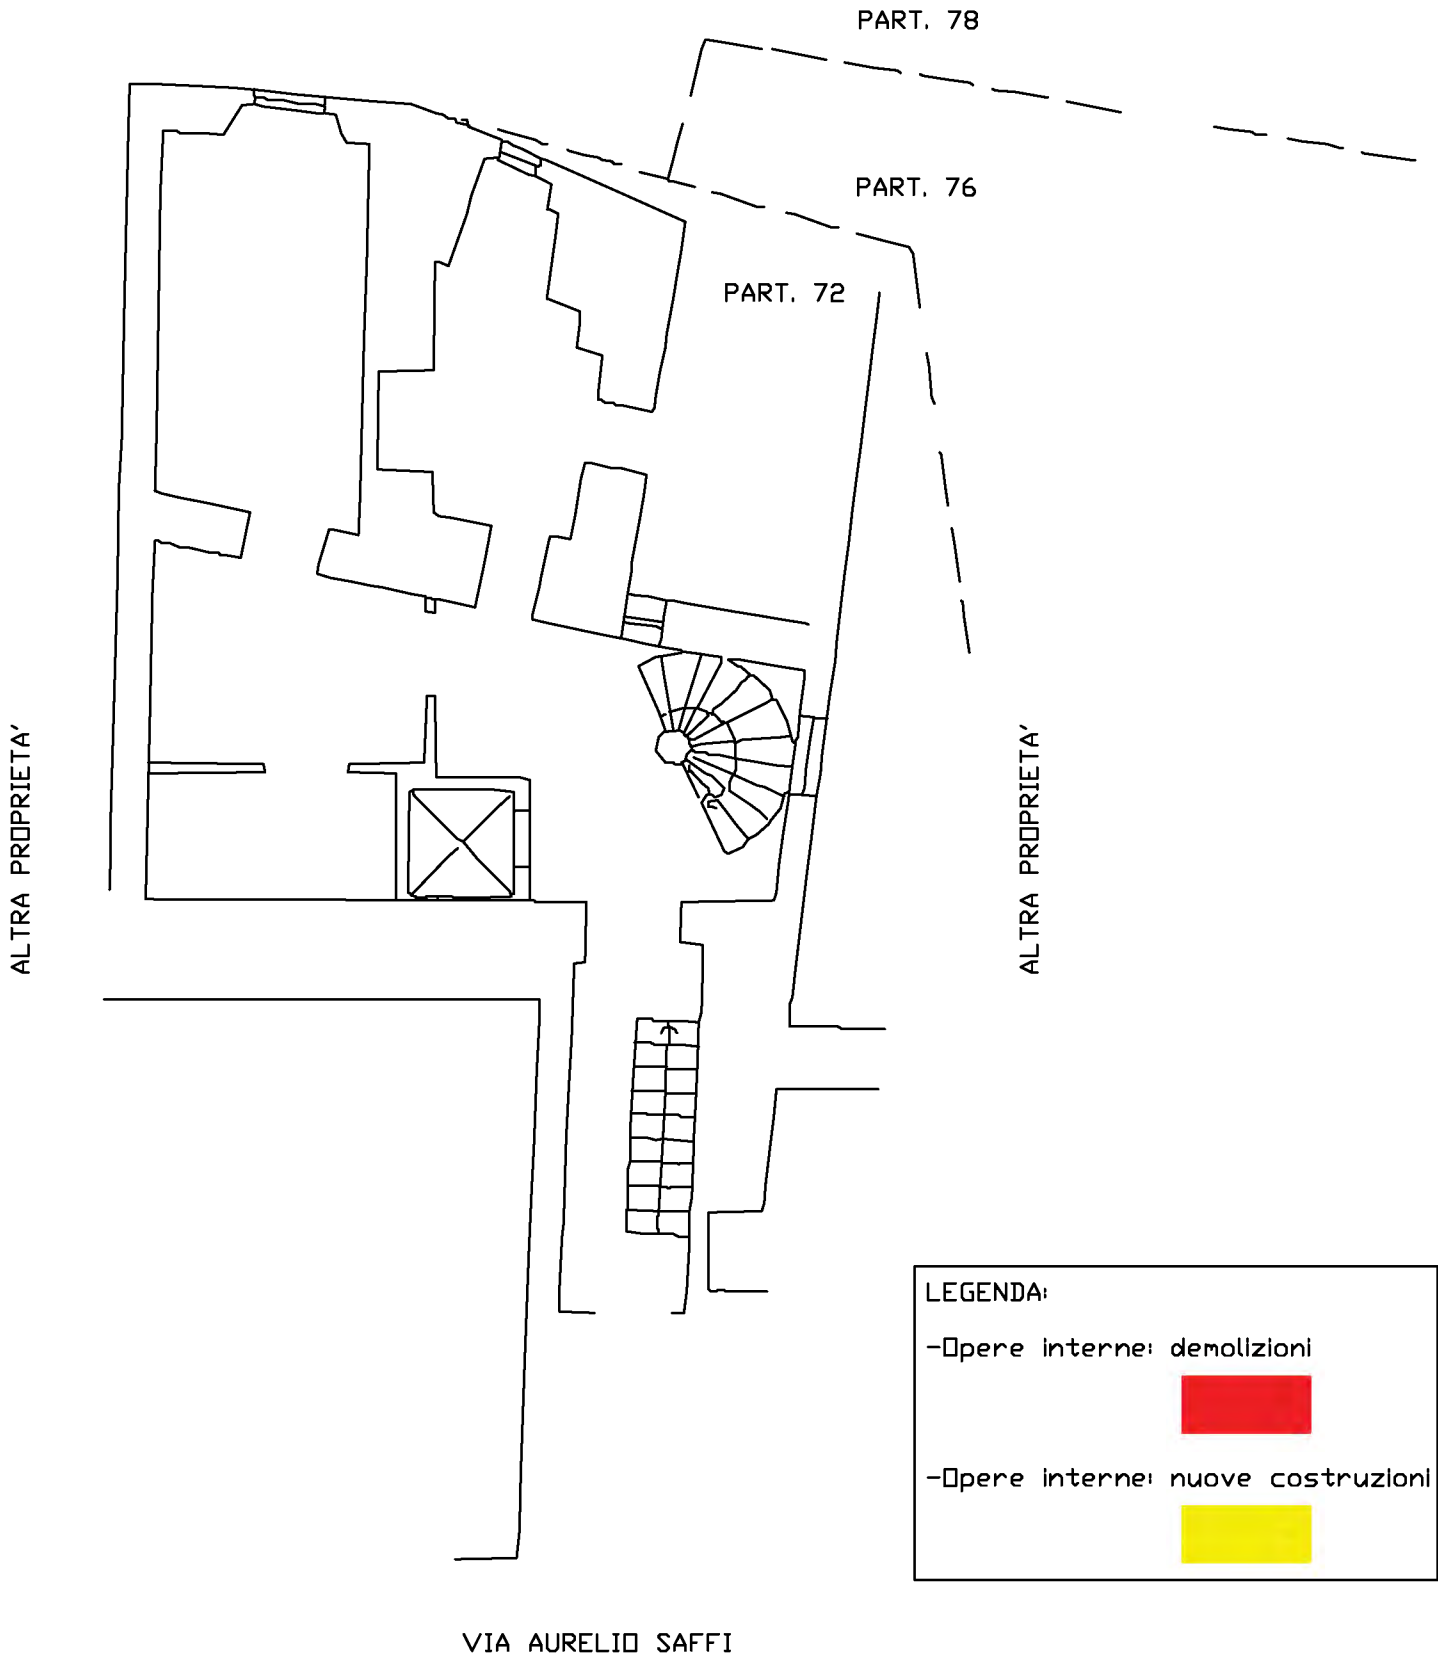 PART. 78
PART. 76
PART. 72
ALTRA PROPRIETA'
ALTRA PROPRIETA'
LEGENDA:
-Opere interne: demolizioni
-Opere interne: nuove costruzioni
VIA AURELIO SAFFI